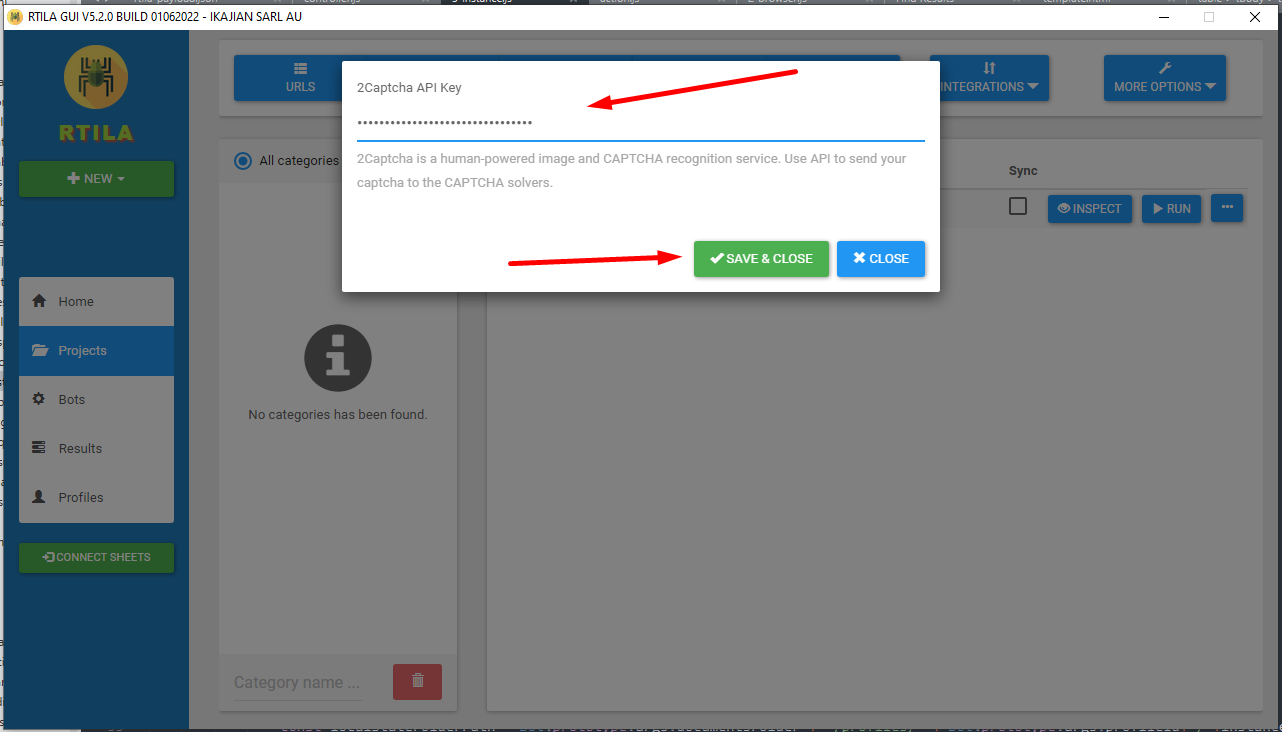 RTILA GUI V5.2.0 BUILD 01062022 - IKAJIAN SARL AU
RTILA
NEW
Home
Projects
Bots
Results
Profiles
CONNECT SHEETS
URLS
INTEGRATIONS
MORE OPTIONS
All categories
No categories has been found.
Category name ...
2Captcha API Key
••••••••••••••••••••••••••••••••
2Captcha is a human-powered image and CAPTCHA recognition service. Use API to send your
captcha to the CAPTCHA solvers.
SAVE & CLOSE
CLOSE
Sync
INSPECT
RUN